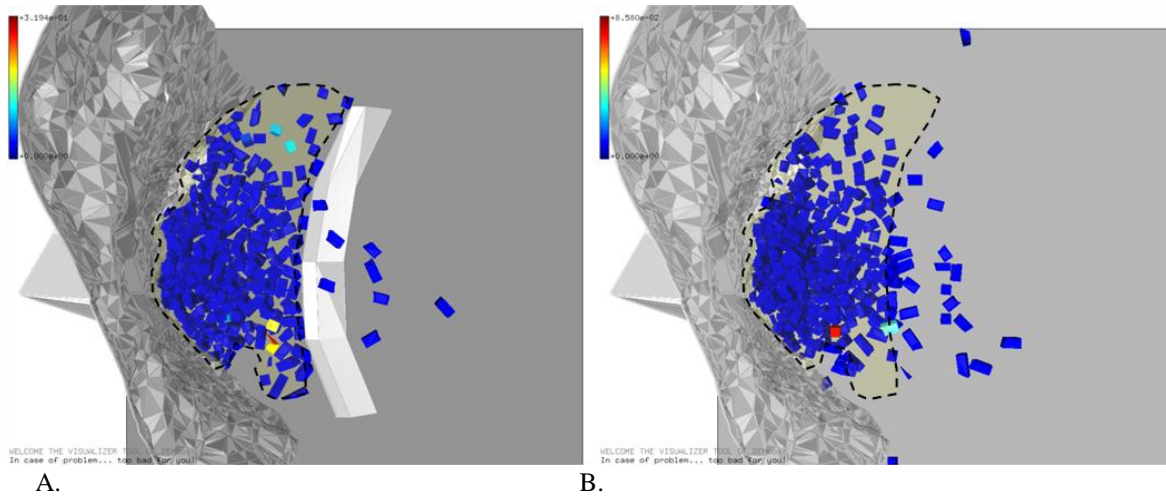 +3.194e-01
+0.000e+00
WELCOME THE VISUALIZER TOOL OF
In case of problem... too bad for you!
A.
+8.580e-02
+0.000e+00
WELCOME THE VISUALIZER TOOL OF
In case of problem... too bad for you!
B.